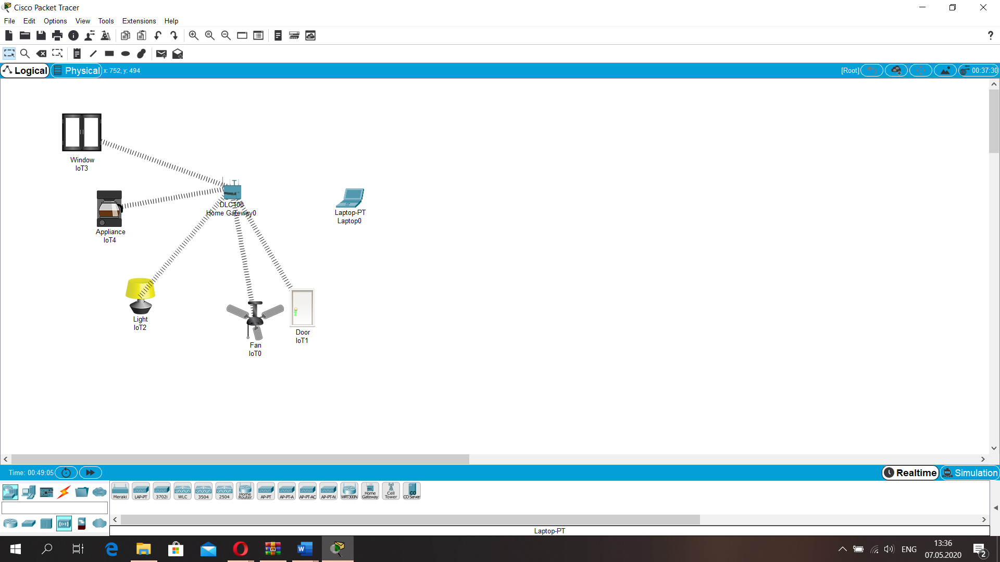 Cisco Packet Tracer
File Edit Options View Tools Extensions Help
?
Logical Physical x: 752, y: 494 [Root] 00:37:30
Window
IoT3
DLC100
Home Gateway0
Laptop-PT
Laptop0
Appliance
IoT4
Light
IoT2
Door
IoT1
Fan
IoT0
Time: 00:49:05 Realtime Simulation
Meraki LAP-PT 3702i WLC 3504 2504 Home Router AP-PT AP-PT-A AP-PT-AC AP-PT-N WRT300N Home Gateway Cell Tower CO Server
Laptop-PT
ENG 13:36
07.05.2020
2